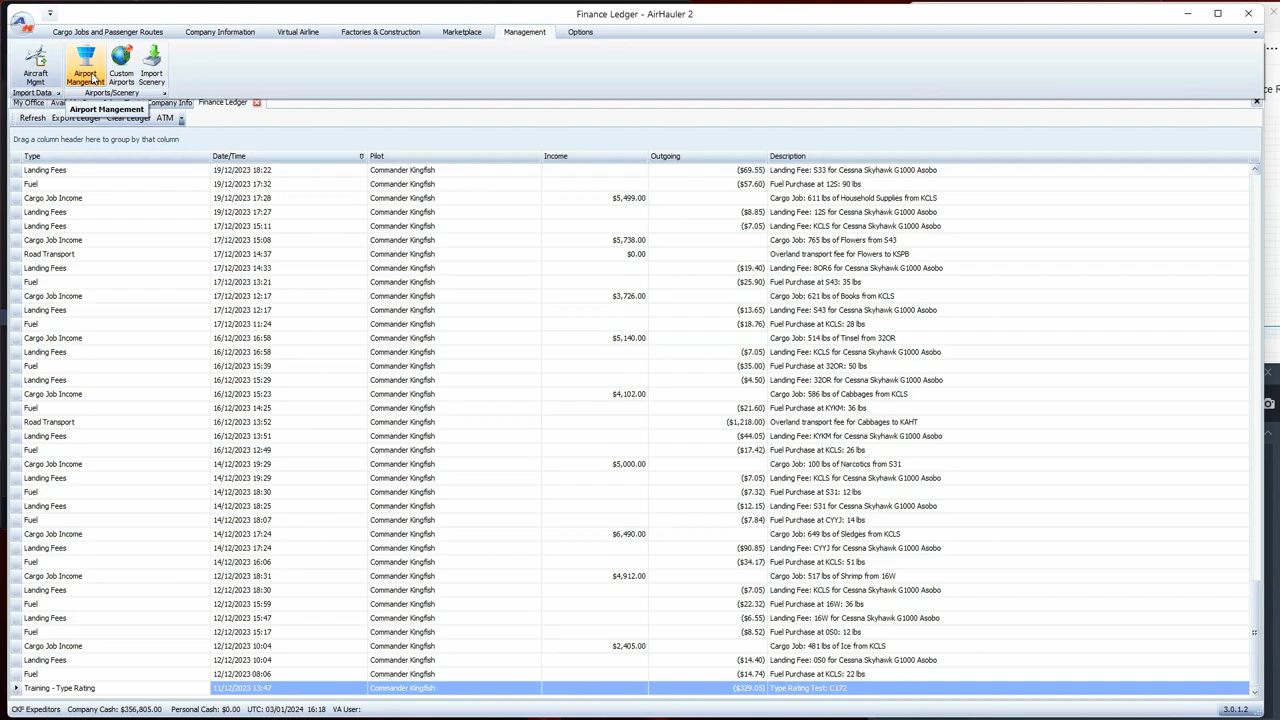 Finance Ledger - AirHauler 2
Cargo Jobs and Passenger Routes Company Information Virtual Airline Factories & Construction Marketplace Management Options
Aircraft Mgmt Airport Mangement Custom Airports Import Scenery
Import Data Airports/Scenery
My Office Company Info Finance Ledger
Airport Mangement
Refresh Export Ledger Clear Ledger ATM
Drag a column header here to group by that column
Type Date/Time Pilot Income Outgoing Description
Landing Fees 19/12/2023 18:22 Commander Kingfish ($69.55) Landing Fee: S33 for Cessna Skyhawk G1000 Asobo
Fuel 19/12/2023 17:32 Commander Kingfish ($57.60) Fuel Purchase at 12S: 90 lbs
Cargo Job Income 19/12/2023 17:28 Commander Kingfish $5,499.00 Cargo Job: 611 lbs of Household Supplies from KCLS
Landing Fees 19/12/2023 17:27 Commander Kingfish ($8.85) Landing Fee: 12S for Cessna Skyhawk G1000 Asobo
Landing Fees 17/12/2023 15:11 Commander Kingfish ($7.05) Landing Fee: KCLS for Cessna Skyhawk G1000 Asobo
Cargo Job Income 17/12/2023 15:08 Commander Kingfish $5,738.00 Cargo Job: 765 lbs of Flowers from S43
Road Transport 17/12/2023 14:37 Commander Kingfish $0.00 Overland transport fee for Flowers to KSPB
Landing Fees 17/12/2023 14:33 Commander Kingfish ($19.40) Landing Fee: 8OR6 for Cessna Skyhawk G1000 Asobo
Fuel 17/12/2023 13:21 Commander Kingfish ($25.90) Fuel Purchase at S43: 35 lbs
Cargo Job Income 17/12/2023 12:17 Commander Kingfish $3,726.00 Cargo Job: 621 lbs of Books from KCLS
Landing Fees 17/12/2023 12:17 Commander Kingfish ($13.65) Landing Fee: S43 for Cessna Skyhawk G1000 Asobo
Fuel 17/12/2023 11:24 Commander Kingfish ($18.76) Fuel Purchase at KCLS: 28 lbs
Cargo Job Income 16/12/2023 16:58 Commander Kingfish $5,140.00 Cargo Job: 514 lbs of Tinsel from 32OR
Landing Fees 16/12/2023 16:58 Commander Kingfish ($7.05) Landing Fee: KCLS for Cessna Skyhawk G1000 Asobo
Fuel 16/12/2023 15:39 Commander Kingfish ($35.00) Fuel Purchase at 32OR: 50 lbs
Landing Fees 16/12/2023 15:29 Commander Kingfish ($4.50) Landing Fee: 32OR for Cessna Skyhawk G1000 Asobo
Cargo Job Income 16/12/2023 15:23 Commander Kingfish $4,102.00 Cargo Job: 586 lbs of Cabbages from KCLS
Fuel 16/12/2023 14:25 Commander Kingfish ($21.60) Fuel Purchase at KYKM: 36 lbs
Road Transport 16/12/2023 13:52 Commander Kingfish ($1,218.00) Overland transport fee for Cabbages to KAHT
Landing Fees 16/12/2023 13:51 Commander Kingfish ($44.05) Landing Fee: KYKM for Cessna Skyhawk G1000 Asobo
Fuel 16/12/2023 12:49 Commander Kingfish ($17.42) Fuel Purchase at KCLS: 26 lbs
Cargo Job Income 14/12/2023 19:29 Commander Kingfish $5,000.00 Cargo Job: 100 lbs of Narcotics from S31
Landing Fees 14/12/2023 19:29 Commander Kingfish ($7.05) Landing Fee: KCLS for Cessna Skyhawk G1000 Asobo
Fuel 14/12/2023 18:30 Commander Kingfish ($7.32) Fuel Purchase at S31: 12 lbs
Landing Fees 14/12/2023 18:25 Commander Kingfish ($12.15) Landing Fee: S31 for Cessna Skyhawk G1000 Asobo
Fuel 14/12/2023 18:07 Commander Kingfish ($7.84) Fuel Purchase at CYYJ: 14 lbs
Cargo Job Income 14/12/2023 17:24 Commander Kingfish $6,490.00 Cargo Job: 649 lbs of Sledges from KCLS
Landing Fees 14/12/2023 17:24 Commander Kingfish ($90.85) Landing Fee: CYYJ for Cessna Skyhawk G1000 Asobo
Fuel 14/12/2023 16:06 Commander Kingfish ($34.17) Fuel Purchase at KCLS: 51 lbs
Cargo Job Income 12/12/2023 18:31 Commander Kingfish $4,912.00 Cargo Job: 517 lbs of Shrimp from 16W
Landing Fees 12/12/2023 18:30 Commander Kingfish ($7.05) Landing Fee: KCLS for Cessna Skyhawk G1000 Asobo
Fuel 12/12/2023 15:59 Commander Kingfish ($22.32) Fuel Purchase at 16W: 36 lbs
Landing Fees 12/12/2023 15:47 Commander Kingfish ($6.55) Landing Fee: 16W for Cessna Skyhawk G1000 Asobo
Fuel 12/12/2023 15:17 Commander Kingfish ($8.52) Fuel Purchase at 0S0: 12 lbs
Cargo Job Income 12/12/2023 10:04 Commander Kingfish $2,405.00 Cargo Job: 481 lbs of Ice from KCLS
Landing Fees 12/12/2023 10:04 Commander Kingfish ($14.40) Landing Fee: 0S0 for Cessna Skyhawk G1000 Asobo
Fuel 12/12/2023 08:06 Commander Kingfish ($14.74) Fuel Purchase at KCLS: 22 lbs
Training - Type Rating 11/12/2023 13:47 Commander Kingfish ($329.05) Type Rating Test: C172
CKF Expeditors Company Cash: $356,805.00 Personal Cash: $0.00 UTC: 03/01/2024 16:18 VA User: 3.0.1.2